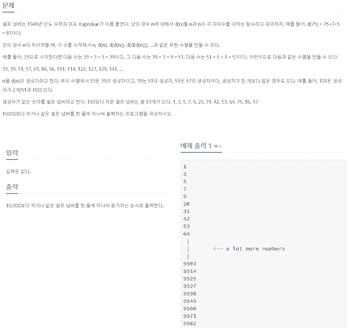 문제
셀프 넘버는 1949년 인도 수학자 D.R. Kaprekar가 이름 붙였다. 양의 정수 n에 대해서 d(n)을 n과 n의 각 자리수를 더하는 함수라고 정의하자. 예를 들어, d(75) = 75+7+5 = 87이다.
양의 정수 n이 주어졌을 때, 이 수를 시작해서 n, d(n), d(d(n)), d(d(d(n))), ...과 같은 무한 수열을 만들 수 있다.
예를 들어, 33으로 시작한다면 다음 수는 33 + 3 + 3 = 39이고, 그 다음 수는 39 + 3 + 9 = 51, 다음 수는 51 + 5 + 1 = 57이다. 이런식으로 다음과 같은 수열을 만들 수 있다.
33, 39, 51, 57, 69, 84, 96, 111, 114, 120, 123, 129, 141, ...
n을 d(n)의 생성자라고 한다. 위의 수열에서 33은 39의 생성자이고, 39는 51의 생성자, 51은 57의 생성자이다. 생성자가 한 개보다 많은 경우도 있다. 예를 들어, 101은 생성자가 2개(91과 100) 있다.
생성자가 없는 숫자를 셀프 넘버라고 한다. 100보다 작은 셀프 넘버는 총 13개가 있다. 1, 3, 5, 7, 9, 20, 31, 42, 53, 64, 75, 86, 97
10000보다 작거나 같은 셀프 넘버를 한 줄에 하나씩 출력하는 프로그램을 작성하시오.
입력
입력은 없다.
출력
10,000보다 작거나 같은 셀프 넘버를 한 줄에 하나씩 증가하는 순서로 출력한다.
예제 출력 1 복사
1
3
5
7
9
20
31
42
53
64
|
| <-- a lot more numbers
|
9903
9914
9925
9927
9938
9949
9960
9971
9982